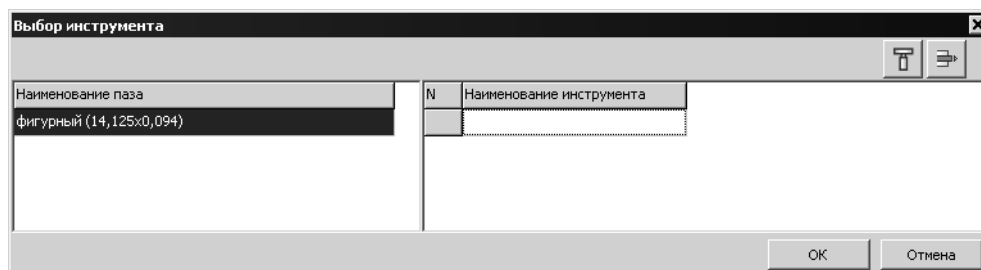 Выбор инструмента
Наименование паза
N Наименование инструмента
фигурный (14,125x0,094)
OK Отмена